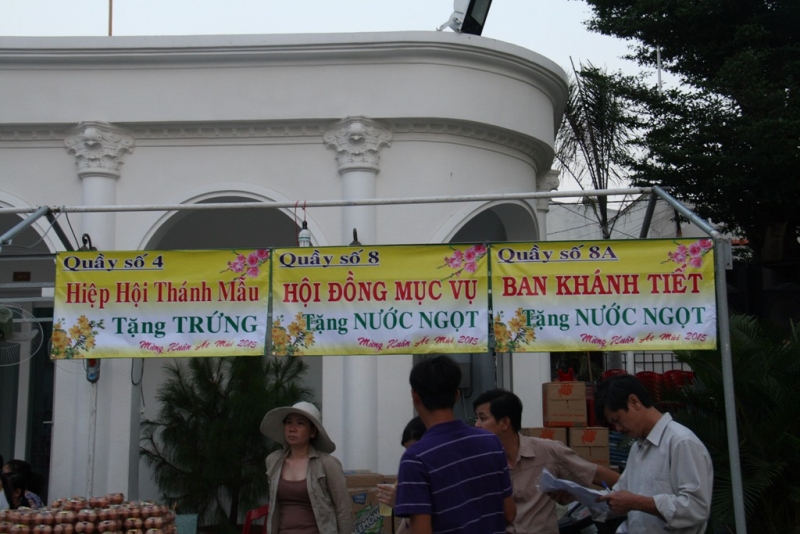 Quầy số 4
Hiệp Hội Thánh Mẫu
Tặng TRỨNG
Mừng Xuân Ất Mùi 2015
Quầy số 8
HỘI ĐỒNG MỤC VỤ
Tặng NƯỚC NGỌT
Mừng Xuân Ất Mùi 2015
Quầy số 8A
BAN KHÁNH TIẾT
Tặng NƯỚC NGỌT
Mừng Xuân Ất Mùi 2015